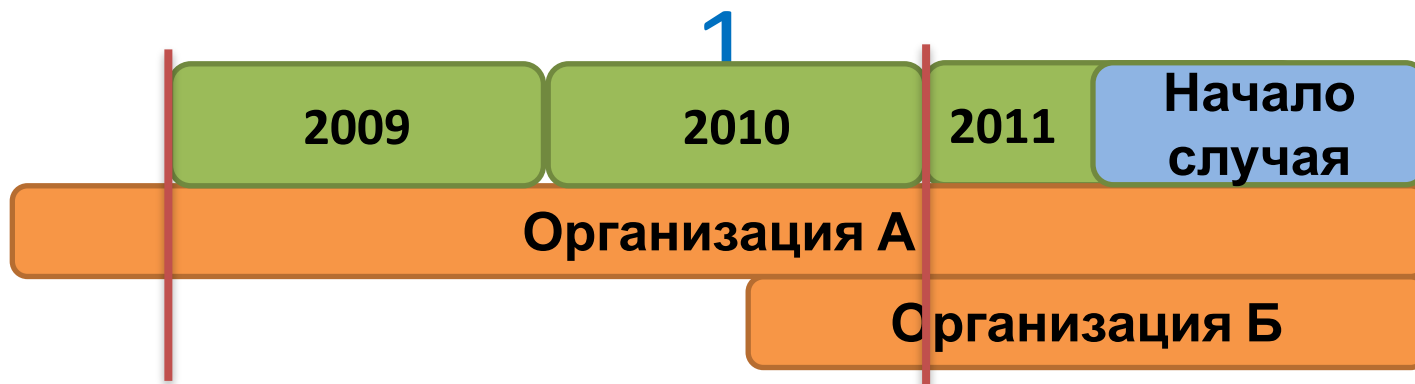 1
2009
2010
2011
Начало
случая
Организация А
Организация Б